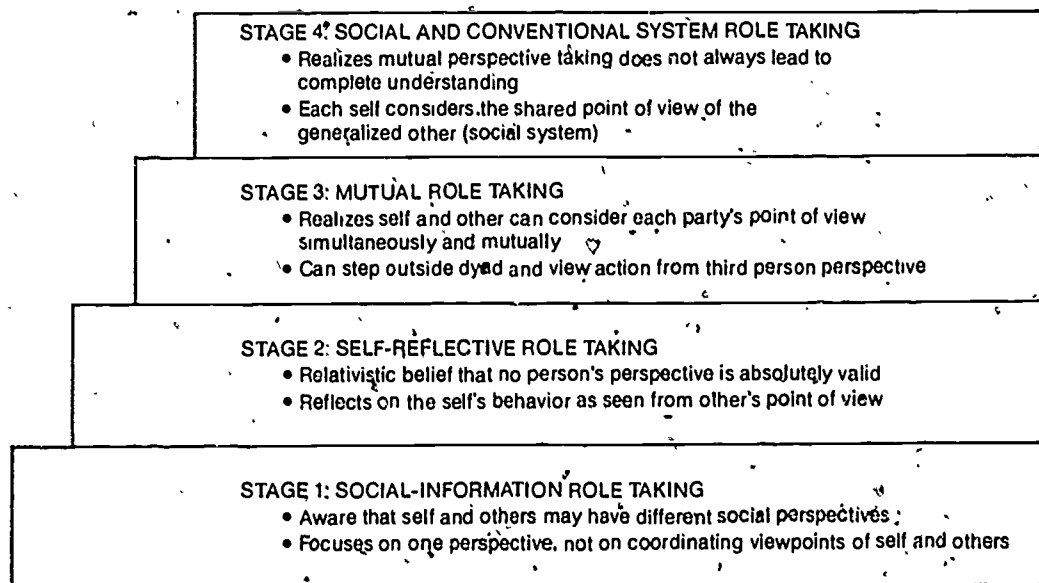 STAGE 4: SOCIAL AND CONVENTIONAL SYSTEM ROLE TAKING
• Realizes mutual perspective taking does not always lead to
complete understanding
• Each self considers the shared point of view of the
generalized other (social system)
STAGE 3: MUTUAL ROLE TAKING
• Realizes self and other can consider each party's point of view
simultaneously and mutually
• Can step outside dyad and view action from third person perspective
STAGE 2: SELF-REFLECTIVE ROLE TAKING
• Relativistic belief that no person's perspective is absolutely valid
• Reflects on the self's behavior as seen from other's point of view
STAGE 1: SOCIAL-INFORMATION ROLE TAKING
• Aware that self and others may have different social perspectives
• Focuses on one perspective, not on coordinating viewpoints of self and others